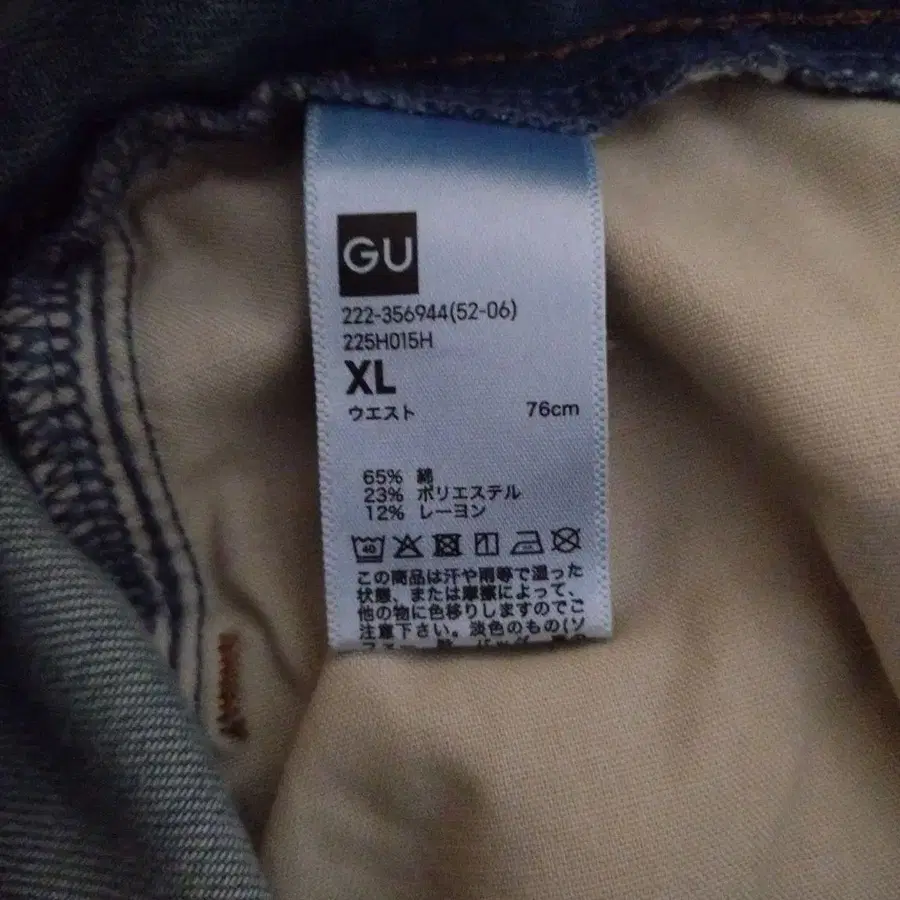 GU
222-356944(52-06)
225H015H
XL
ウエスト 76cm
65% 綿
23% ポリエステル
12% レーヨン
40
この商品は汗や雨等で湿った
状態、または摩擦によって、
他の物に色移りしますのでご
注意下さい。淡色のもの(ソ